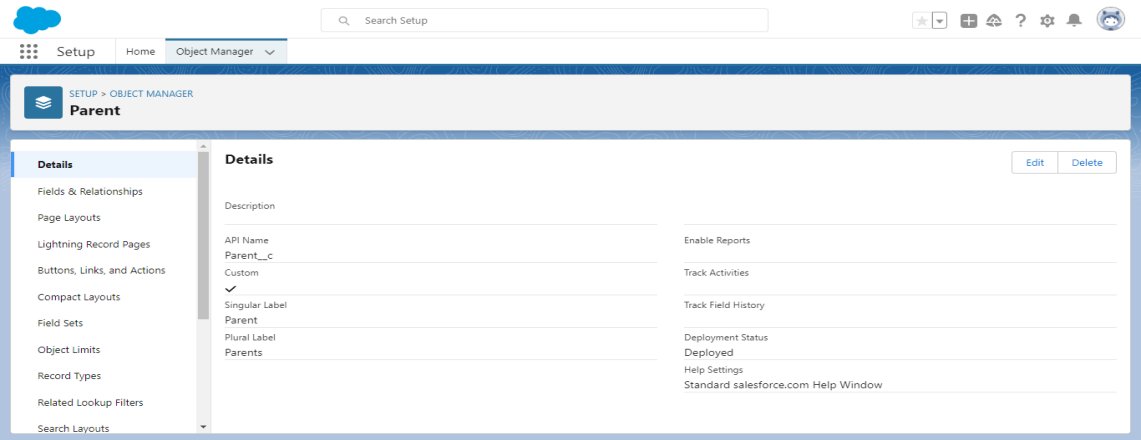 Search Setup
Setup
Home
Object Manager
SETUP > OBJECT MANAGER
Parent
Details
Fields & Relationships
Page Layouts
Lightning Record Pages
Buttons, Links, and Actions
Compact Layouts
Field Sets
Object Limits
Record Types
Related Lookup Filters
Search Layouts
Details
Edit
Delete
Description
API Name
Parent__c
Custom
Singular Label
Parent
Plural Label
Parents
Enable Reports
Track Activities
Track Field History
Deployment Status
Deployed
Help Settings
Standard salesforce.com Help Window